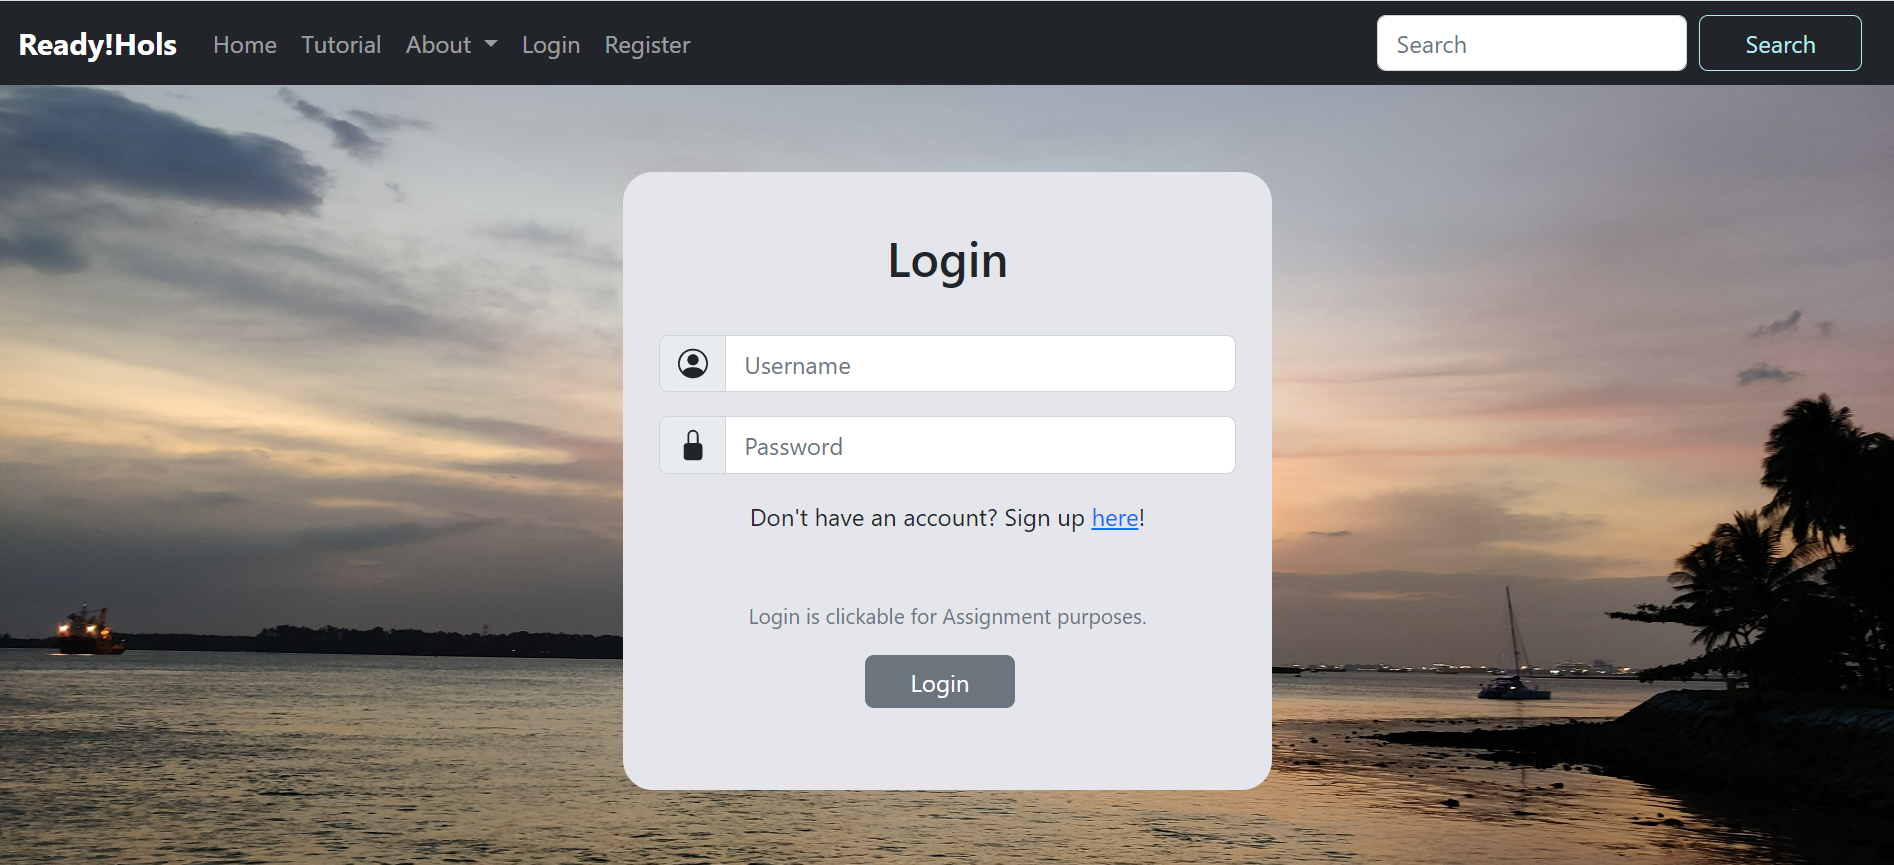 Ready!Hols Home Tutorial About Login Register Search Search
Login
Username
Password
Don't have an account? Sign up here!
Login is clickable for Assignment purposes.
Login